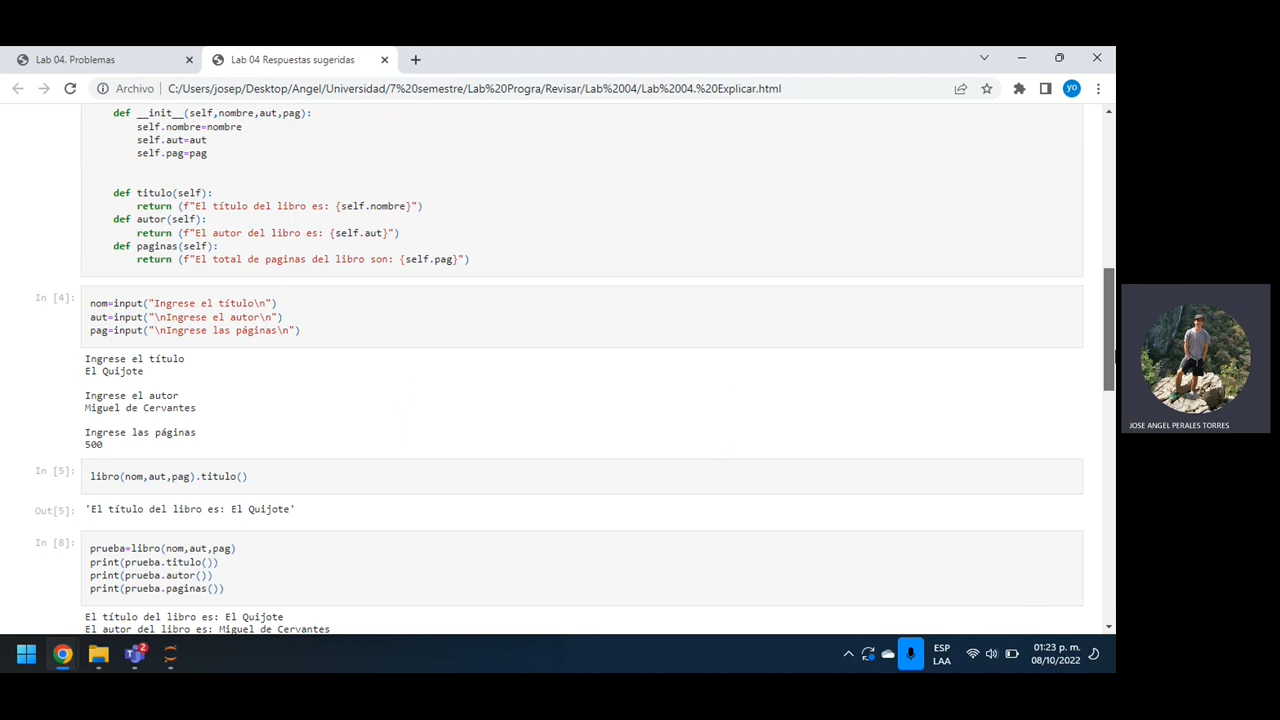 Lab 04. Problemas
Lab 04 Respuestas sugeridas
Archivo
C:/Users/josep/Desktop/Angel/Universidad/7%20semestre/Lab%20Progra/Revisar/Lab%2004/Lab%2004.%20Explicar.html
yo
def __init__(self,nombre,aut,pag):
self.nombre=nombre
self.aut=aut
self.pag=pag
def titulo(self):
return (f"El título del libro es: {self.nombre}")
def autor(self):
return (f"El autor del libro es: {self.aut}")
def paginas(self):
return (f"El total de paginas del libro son: {self.pag}")
In [4]:
nom=input("Ingrese el título\n")
aut=input("\nIngrese el autor\n")
pag=input("\nIngrese las páginas\n")
Ingrese el título
El Quijote
Ingrese el autor
Miguel de Cervantes
Ingrese las páginas
500
In [5]:
libro(nom,aut,pag).titulo()
Out[5]:
'El título del libro es: El Quijote'
In [8]:
prueba=libro(nom,aut,pag)
print(prueba.titulo())
print(prueba.autor())
print(prueba.paginas())
El título del libro es: El Quijote
El autor del libro es: Miguel de Cervantes
JOSE ANGEL PERALES TORRES
2
ESP
LAA
01:23 p. m.
08/10/2022